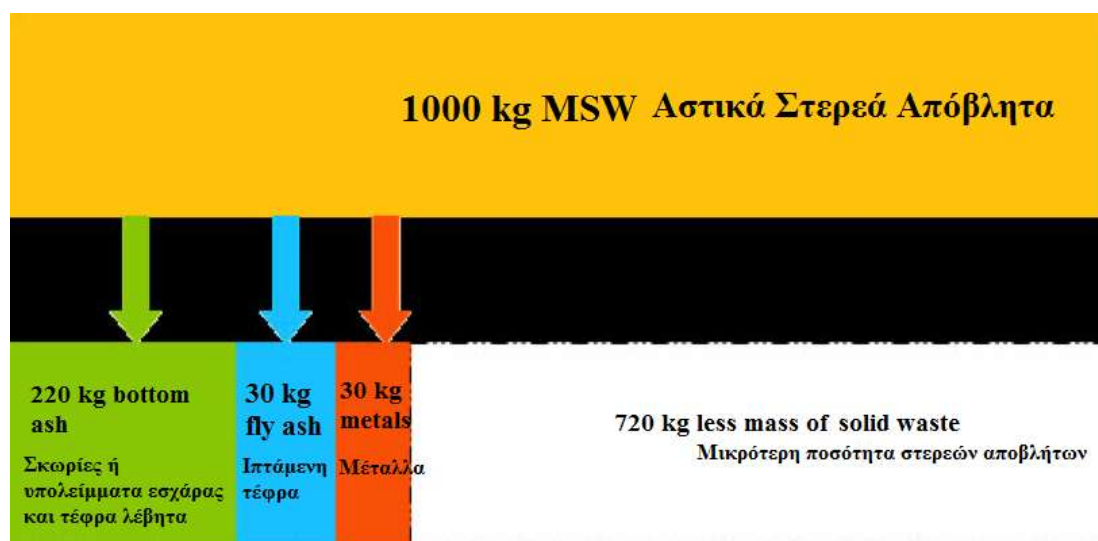 1000 kg MSW Αστικά Στερεά Απόβλητα
220 kg bottom
ash
Σκωρίες ή
υπολείμματα εσχάρας
και τέφρα λέβητα
30 kg
fly ash
Ιπτάμενη
τέφρα
30 kg
metals
Μέταλλα
720 kg less mass of solid waste
Μικρότερη ποσότητα στερεών αποβλήτων